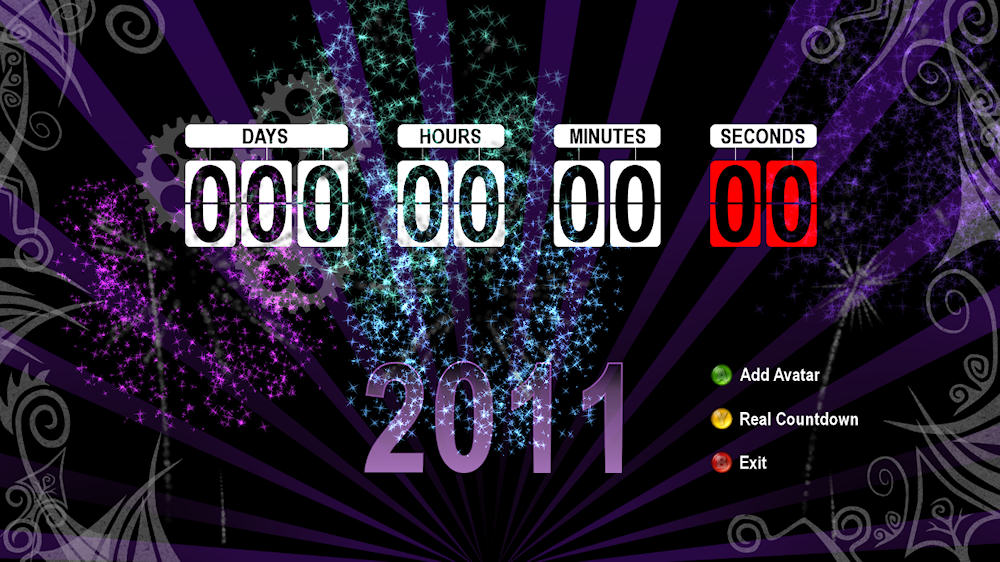 DAYS HOURS MINUTES SECONDS
000 00 00 00
2011
A Add Avatar
Y Real Countdown
B Exit